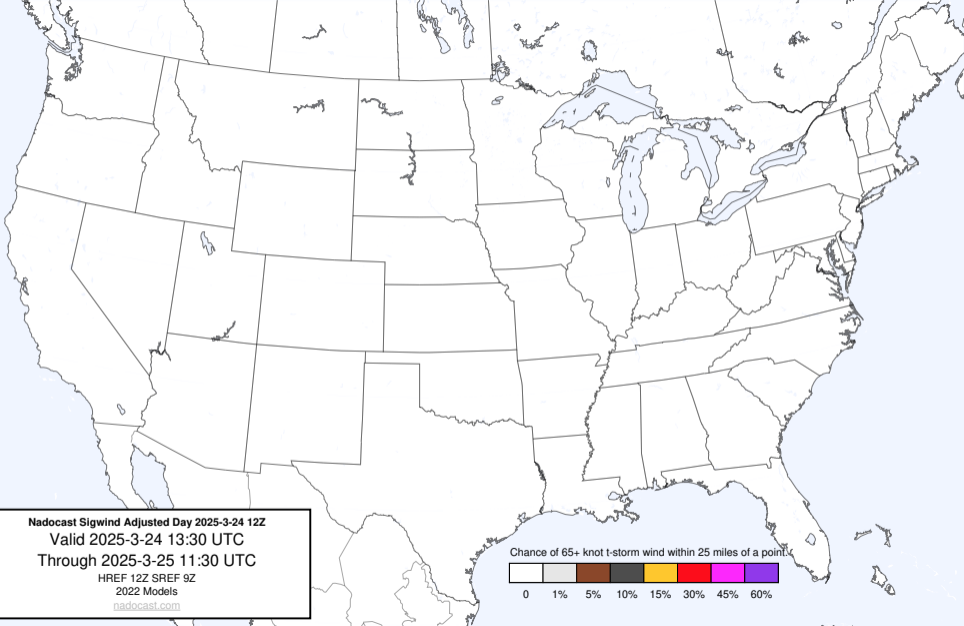 Nadocast Sigwind Adjusted Day 2025-3-24 12Z
Valid 2025-3-24 13:30 UTC
Through 2025-3-25 11:30 UTC
HREF 12Z SREF 9Z
2022 Models
nadocast.com
Chance of 65+ knot t-storm wind within 25 miles of a point.
0 1% 5% 10% 15% 30% 45% 60%